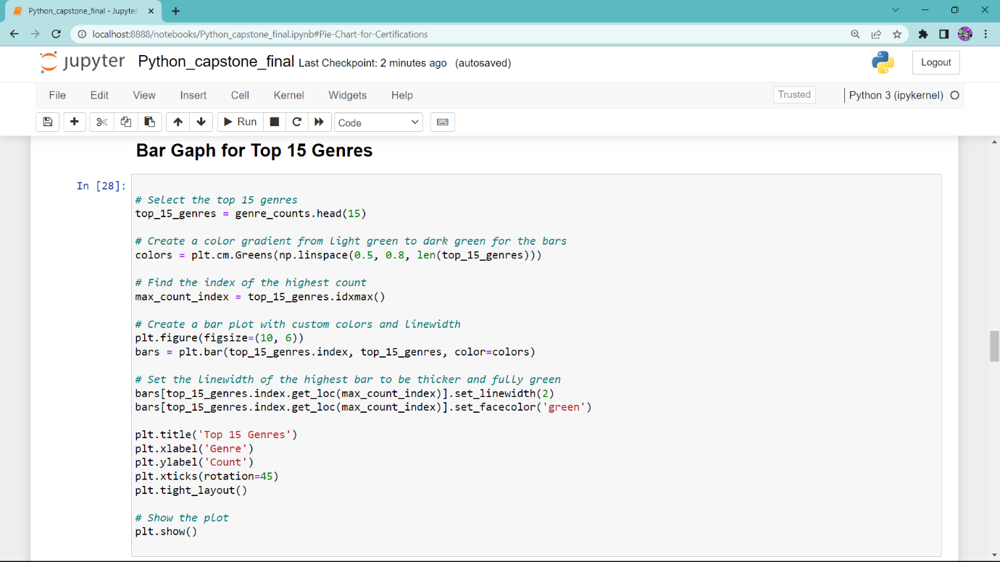 Python_capstone_final - Jupyter
localhost:8888/notebooks/Python_capstone_final.ipynb#Pie-Chart-for-Certifications
jupyter Python_capstone_final Last Checkpoint: 2 minutes ago (autosaved)
Logout
File Edit View Insert Cell Kernel Widgets Help
Trusted
Python 3 (ipykernel)
Run
Code
Bar Gaph for Top 15 Genres
In [28]:
# Select the top 15 genres
top_15_genres = genre_counts.head(15)
# Create a color gradient from light green to dark green for the bars
colors = plt.cm.Greens(np.linspace(0.5, 0.8, len(top_15_genres)))
# Find the index of the highest count
max_count_index = top_15_genres.idxmax()
# Create a bar plot with custom colors and linewidth
plt.figure(figsize=(10, 6))
bars = plt.bar(top_15_genres.index, top_15_genres, color=colors)
# Set the linewidth of the highest bar to be thicker and fully green
bars[top_15_genres.index.get_loc(max_count_index)].set_linewidth(2)
bars[top_15_genres.index.get_loc(max_count_index)].set_facecolor('green')
plt.title('Top 15 Genres')
plt.xlabel('Genre')
plt.ylabel('Count')
plt.xticks(rotation=45)
plt.tight_layout()
# Show the plot
plt.show()